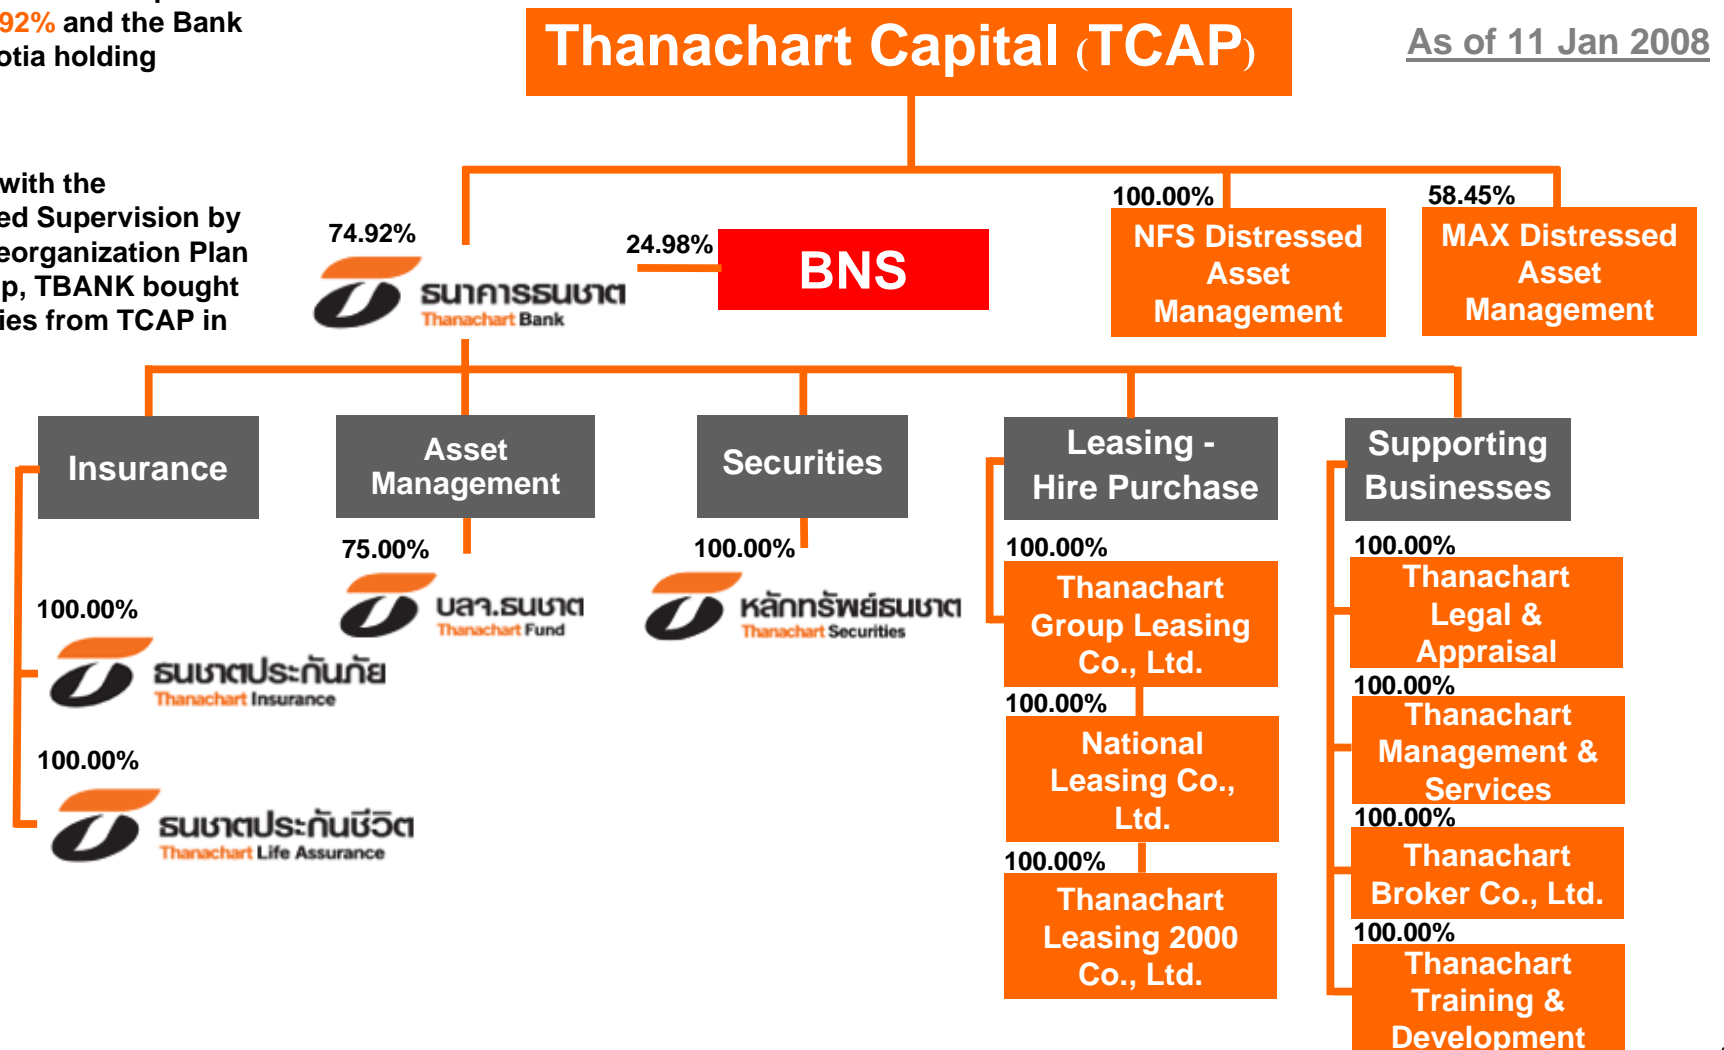 92% and the Bank
otia holding
Thanachart Capital (TCAP)
As of 11 Jan 2008
with the
ed Supervision by
eorganization Plan
p, TBANK bought
ies from TCAP in
74.92%
ธนาคารธนชาต
Thanachart Bank
24.98%
BNS
100.00%
NFS Distressed
Asset
Management
58.45%
MAX Distressed
Asset
Management
Insurance
100.00%
ธนชาตประกันภัย
Thanachart Insurance
100.00%
ธนชาตประกันชีวิต
Thanachart Life Assurance
Asset
Management
75.00%
บลจ.ธนชาต
Thanachart Fund
Securities
100.00%
หลักทรัพย์ธนชาต
Thanachart Securities
Leasing -
Hire Purchase
100.00%
Thanachart
Group Leasing
Co., Ltd.
100.00%
National
Leasing Co.,
Ltd.
100.00%
Thanachart
Leasing 2000
Co., Ltd.
Supporting
Businesses
100.00%
Thanachart
Legal &
Appraisal
100.00%
Thanachart
Management &
Services
100.00%
Thanachart
Broker Co., Ltd.
100.00%
Thanachart
Training &
Development